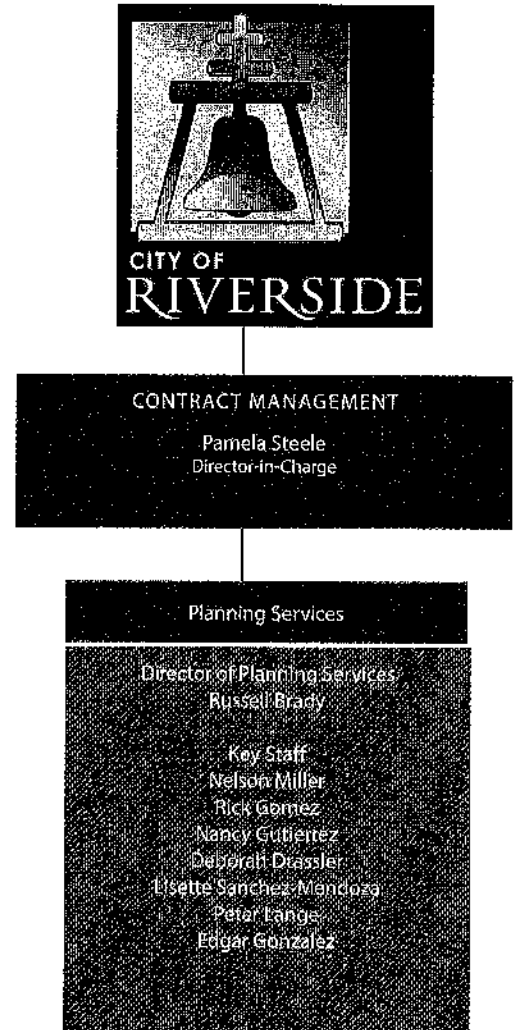 CITY OF
RIVERSIDE
CONTRACT MANAGEMENT
Pamela Steele
Director-in-Charge
Planning Services
Director of Planning Services
Russell Brady
Key Staff
Nelson Miller
Rick Gomez
Nancy Gutierrez
Deborah Drassler
Lisette Sanchez-Mendoza
Peter Lange
Edgar Gonzalez